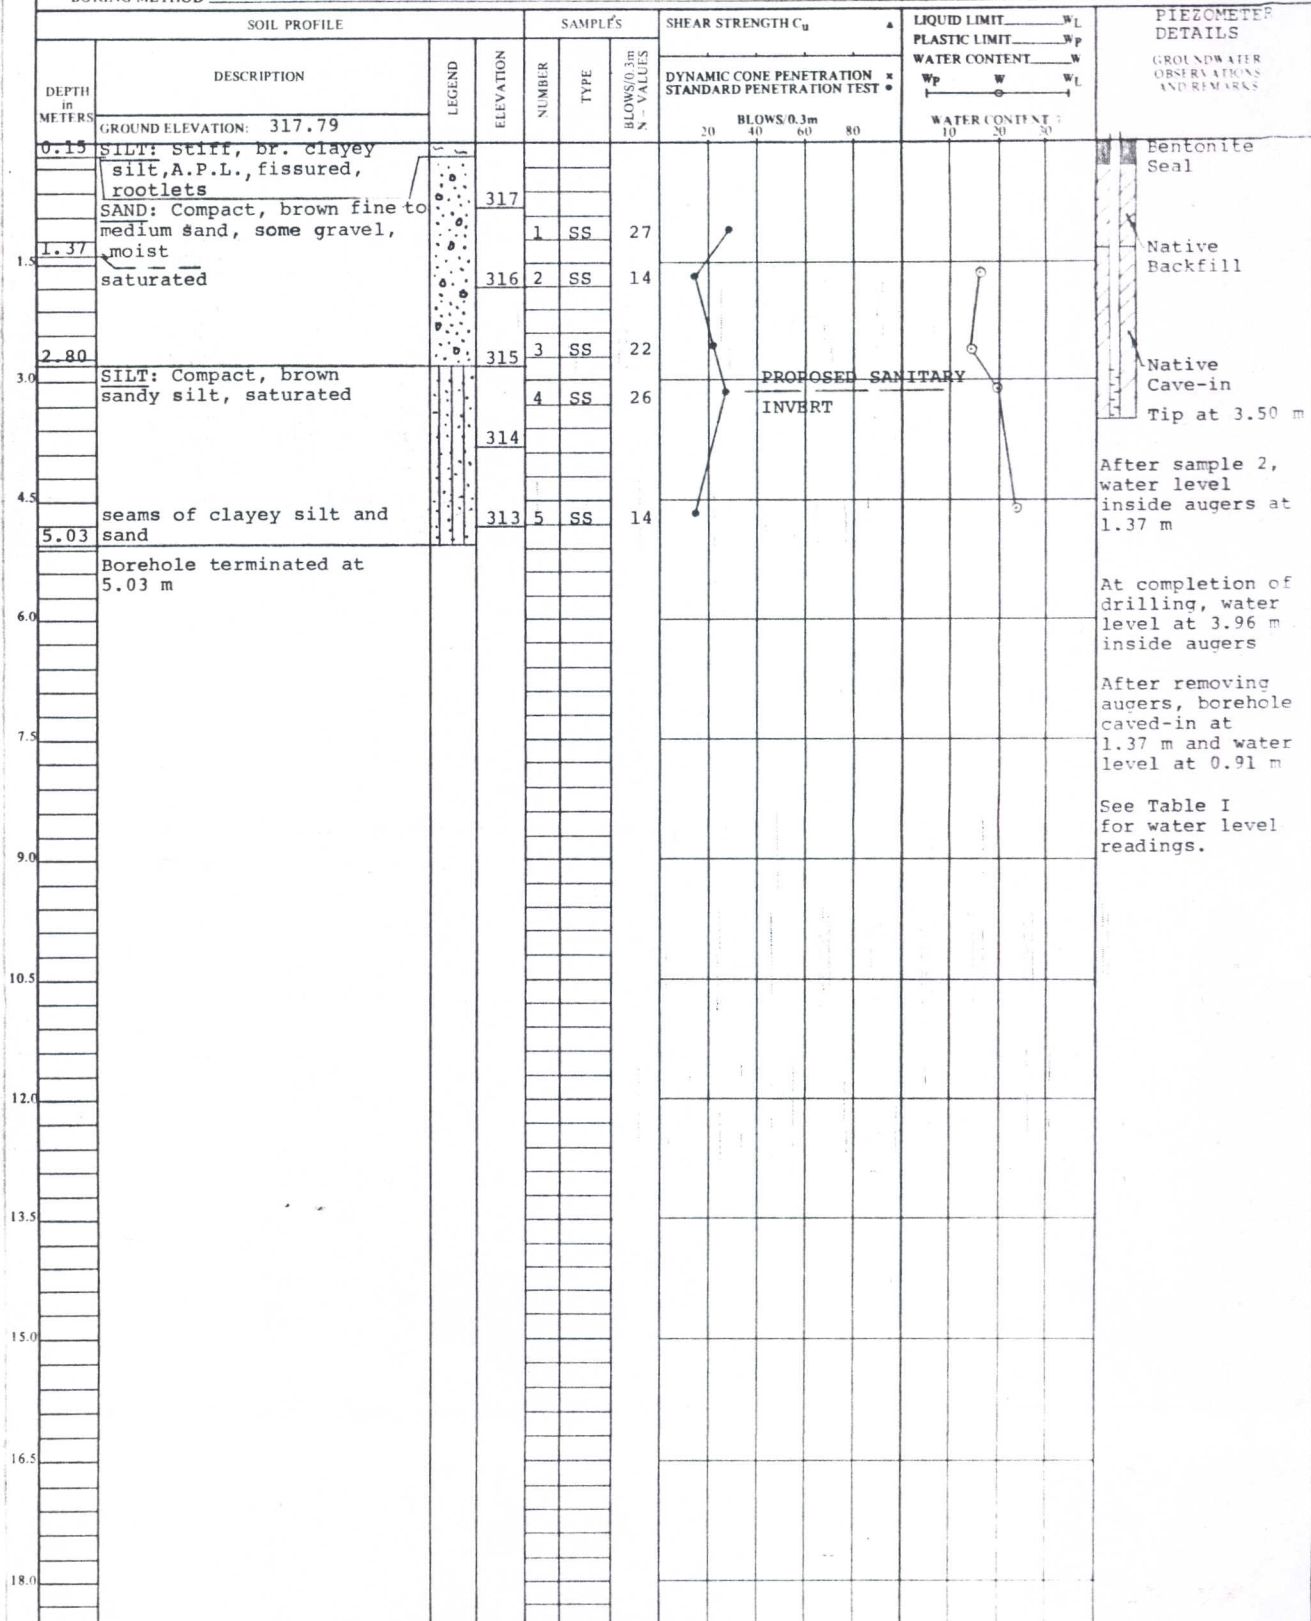 SOIL PROFILE
SAMPLES
SHEAR STRENGTH Cu ▲
LIQUID LIMIT WL
PLASTIC LIMIT WP
WATER CONTENT W
WP W WL
PIEZOMETER
DETAILS
GROUNDWATER
OBSERVATIONS
AND REMARKS
DEPTH
in
METERS
DESCRIPTION
LEGEND
ELEVATION
NUMBER
TYPE
BLOWS/0.3m
N – VALUES
DYNAMIC CONE PENETRATION x
STANDARD PENETRATION TEST •
BLOWS/0.3m
20 40 60 80
WATER CONTENT
10 20 30
GROUND ELEVATION: 317.79
0.15 SILT: Stiff, br. clayey
silt, A.P.L., fissured,
rootlets
317
SAND: Compact, brown fine to
medium sand, some gravel,
moist
1 SS 27
1.37
1.5
saturated
316 2 SS 14
2.80
315 3 SS 22
3.0
SILT: Compact, brown
sandy silt, saturated
4 SS 26
314
4.5
seams of clayey silt and
sand
313 5 SS 14
5.03
Borehole terminated at
5.03 m
PROPOSED SANITARY
INVERT
Bentonite
Seal
Native
Backfill
Native
Cave-in
Tip at 3.50 m
After sample 2,
water level
inside augers at
1.37 m
At completion of
drilling, water
level at 3.96 m
inside augers
After removing
augers, borehole
caved-in at
1.37 m and water
level at 0.91 m
See Table I
for water level
readings.
6.0
7.5
9.0
10.5
12.0
13.5
15.0
16.5
18.0